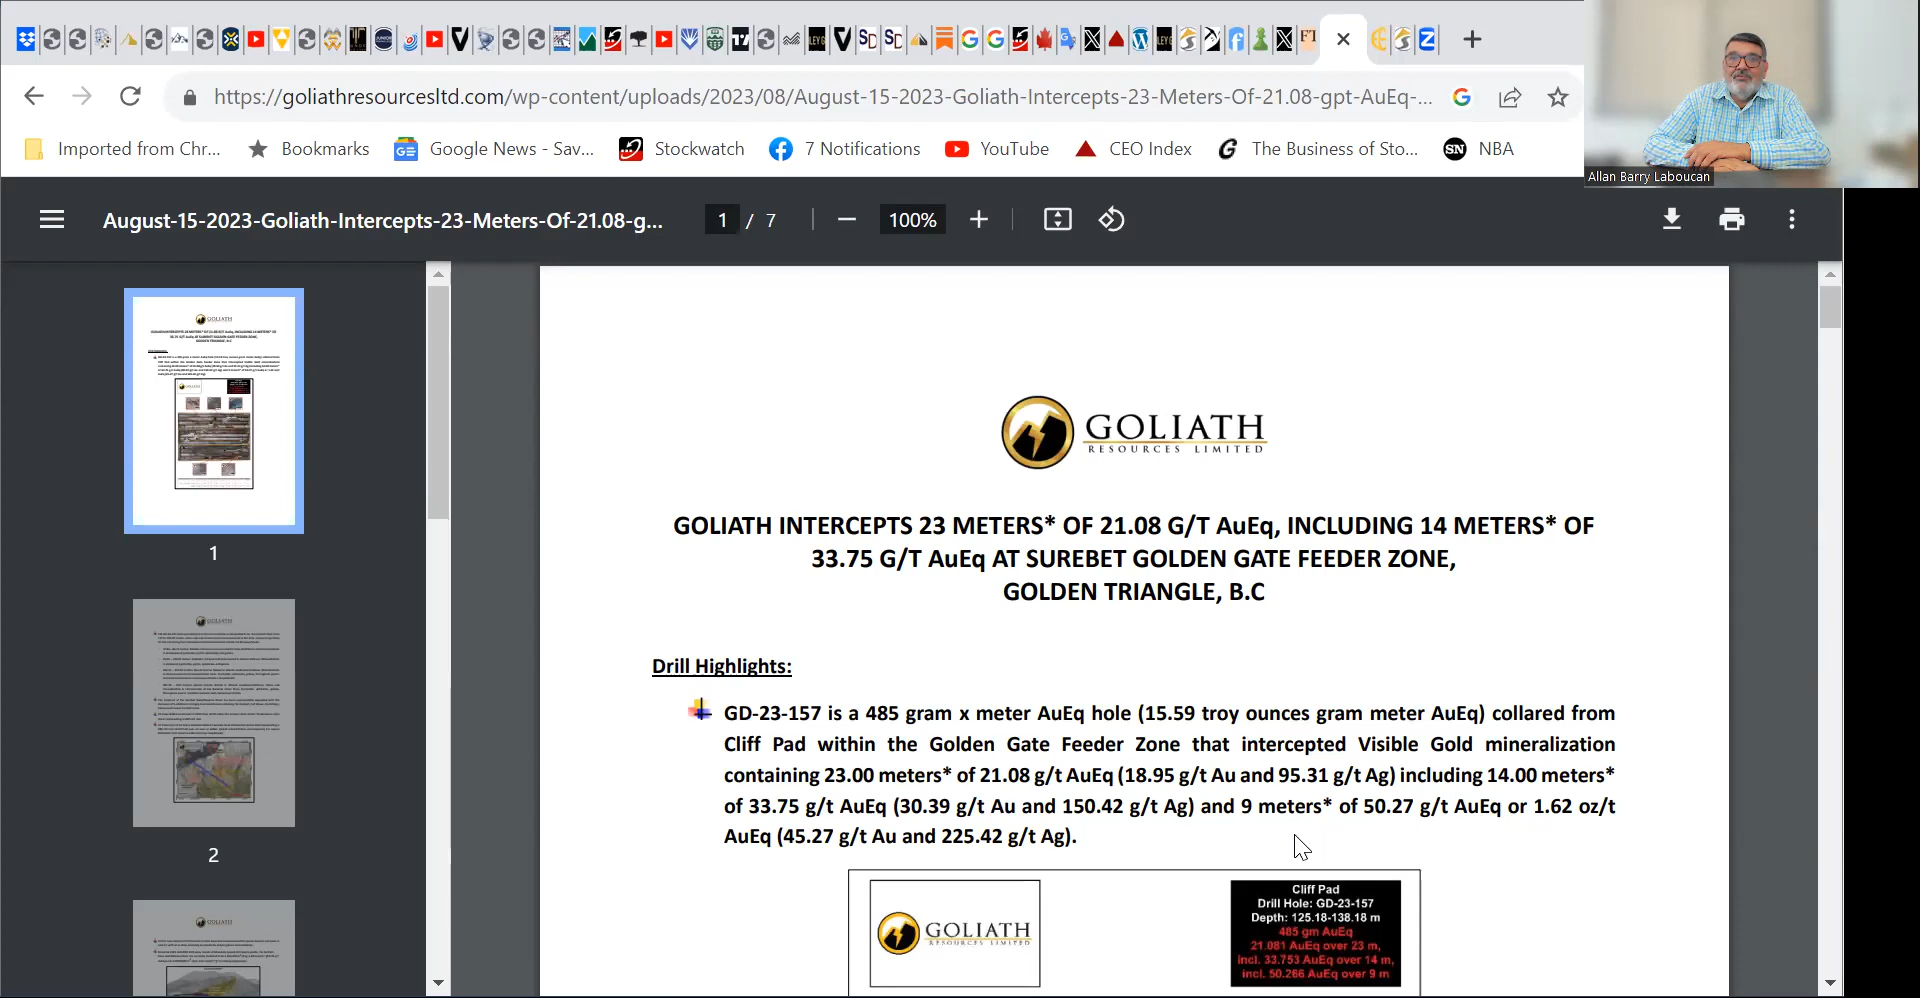 https://goliathresourcesltd.com/wp-content/uploads/2023/08/August-15-2023-Goliath-Intercepts-23-Meters-Of-21.08-gpt-AuEq-...
Imported from Chr... Bookmarks Google News - Sav... Stockwatch 7 Notifications YouTube CEO Index The Business of Sto... SN NBA
Allan Barry Laboucan
August-15-2023-Goliath-Intercepts-23-Meters-Of-21.08-g... 1 / 7 100%
1
2
GOLIATH
RESOURCES LIMITED
GOLIATH INTERCEPTS 23 METERS* OF 21.08 G/T AuEq, INCLUDING 14 METERS* OF
33.75 G/T AuEq AT SUREBET GOLDEN GATE FEEDER ZONE,
GOLDEN TRIANGLE, B.C
Drill Highlights:
GD-23-157 is a 485 gram x meter AuEq hole (15.59 troy ounces gram meter AuEq) collared from
Cliff Pad within the Golden Gate Feeder Zone that intercepted Visible Gold mineralization
containing 23.00 meters* of 21.08 g/t AuEq (18.95 g/t Au and 95.31 g/t Ag) including 14.00 meters*
of 33.75 g/t AuEq (30.39 g/t Au and 150.42 g/t Ag) and 9 meters* of 50.27 g/t AuEq or 1.62 oz/t
AuEq (45.27 g/t Au and 225.42 g/t Ag).
GOLIATH
RESOURCES LIMITED
Cliff Pad
Drill Hole: GD-23-157
Depth: 125.18-138.18 m
485 gm AuEq
21.081 AuEq over 23 m,
incl. 33.753 AuEq over 14 m,
incl. 50.266 AuEq over 9 m